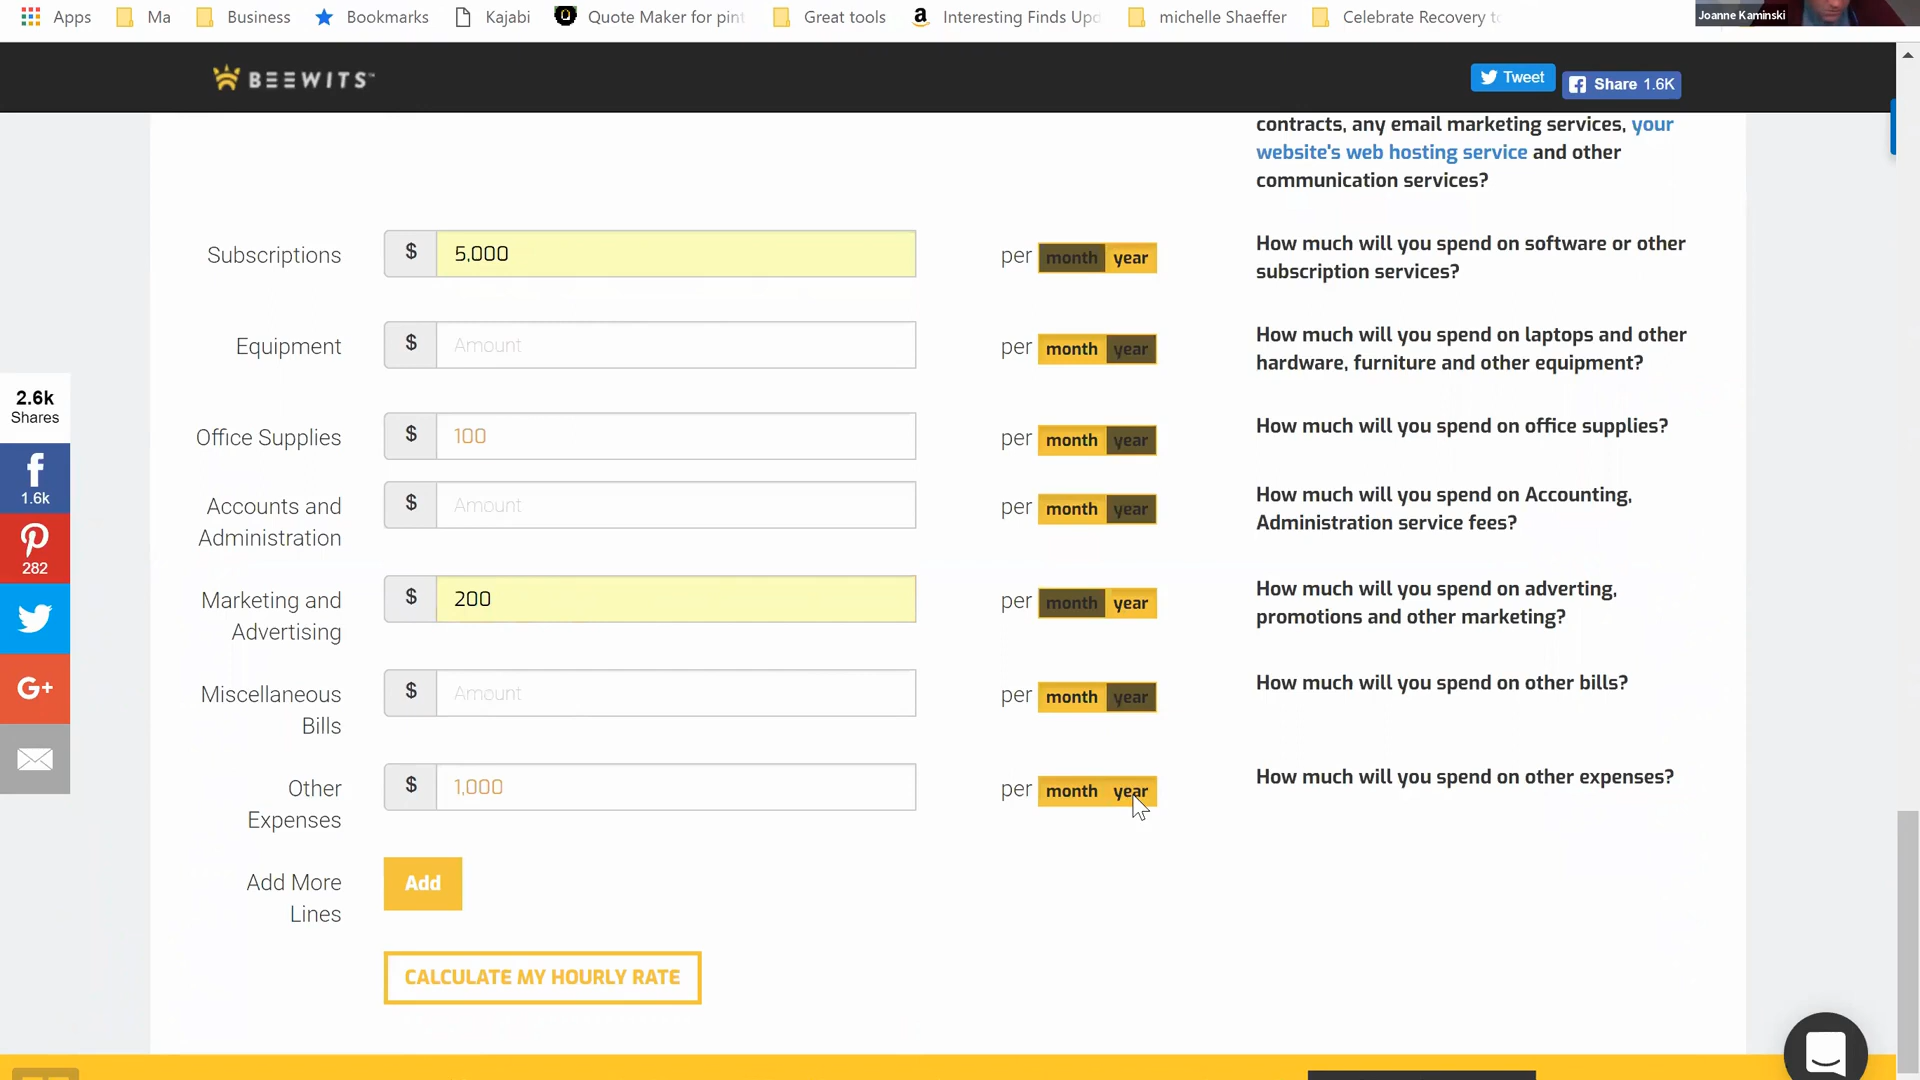 Apps Ma Business Bookmarks Kajabi Quote Maker for pint Great tools Interesting Finds Upd michelle Shaeffer Celebrate Recovery to
Joanne Kaminski
BEEWITS™
Tweet
Share 1.6K
contracts, any email marketing services, your
website's web hosting service and other
communication services?
Subscriptions $ 5,000 per month year
How much will you spend on software or other
subscription services?
Equipment $ Amount per month year
How much will you spend on laptops and other
hardware, furniture and other equipment?
2.6k
Shares
1.6k
282
G+
Office Supplies $ 100 per month year
How much will you spend on office supplies?
Accounts and
Administration
$ Amount per month year
How much will you spend on Accounting,
Administration service fees?
Marketing and
Advertising
$ 200 per month year
How much will you spend on adverting,
promotions and other marketing?
Miscellaneous
Bills
$ Amount per month year
How much will you spend on other bills?
Other
Expenses
$ 1,000 per month year
How much will you spend on other expenses?
Add More
Lines
Add
CALCULATE MY HOURLY RATE